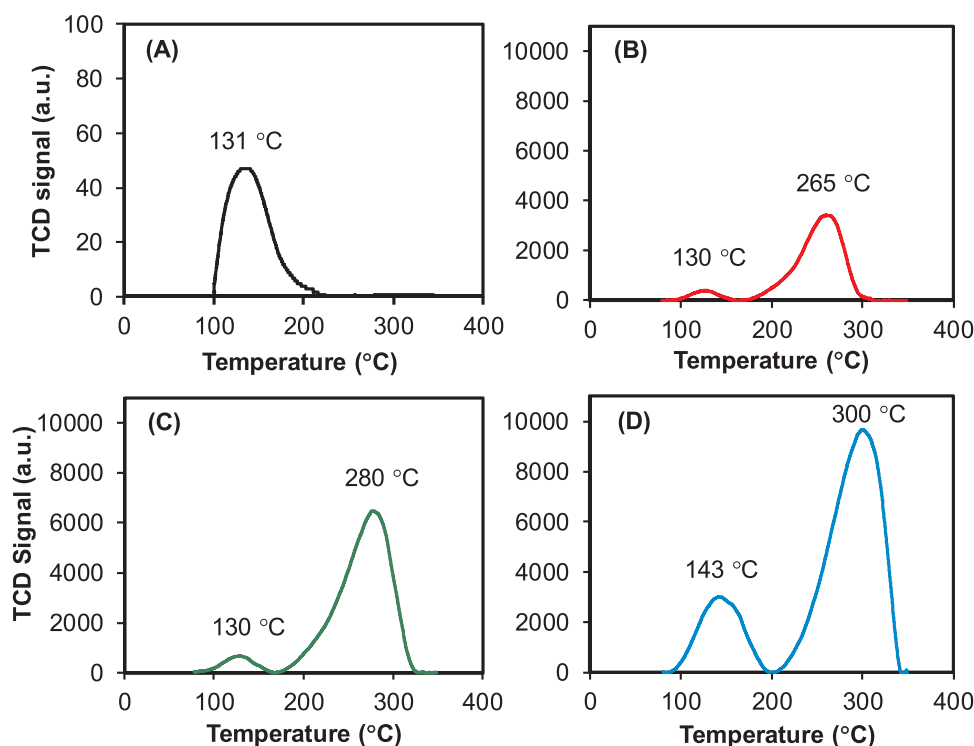 (A)
131 °C
TCD signal (a.u.)
100
80
60
40
20
0
0 100 200 300 400
Temperature (°C)
(B)
265 °C
130 °C
10000
8000
6000
4000
2000
0
0 100 200 300 400
Temperature (°C)
(C)
280 °C
130 °C
TCD Signal (a.u.)
10000
8000
6000
4000
2000
0
0 100 200 300 400
Temperature (°C)
(D)
300 °C
143 °C
10000
8000
6000
4000
2000
0
0 100 200 300 400
Temperature (°C)